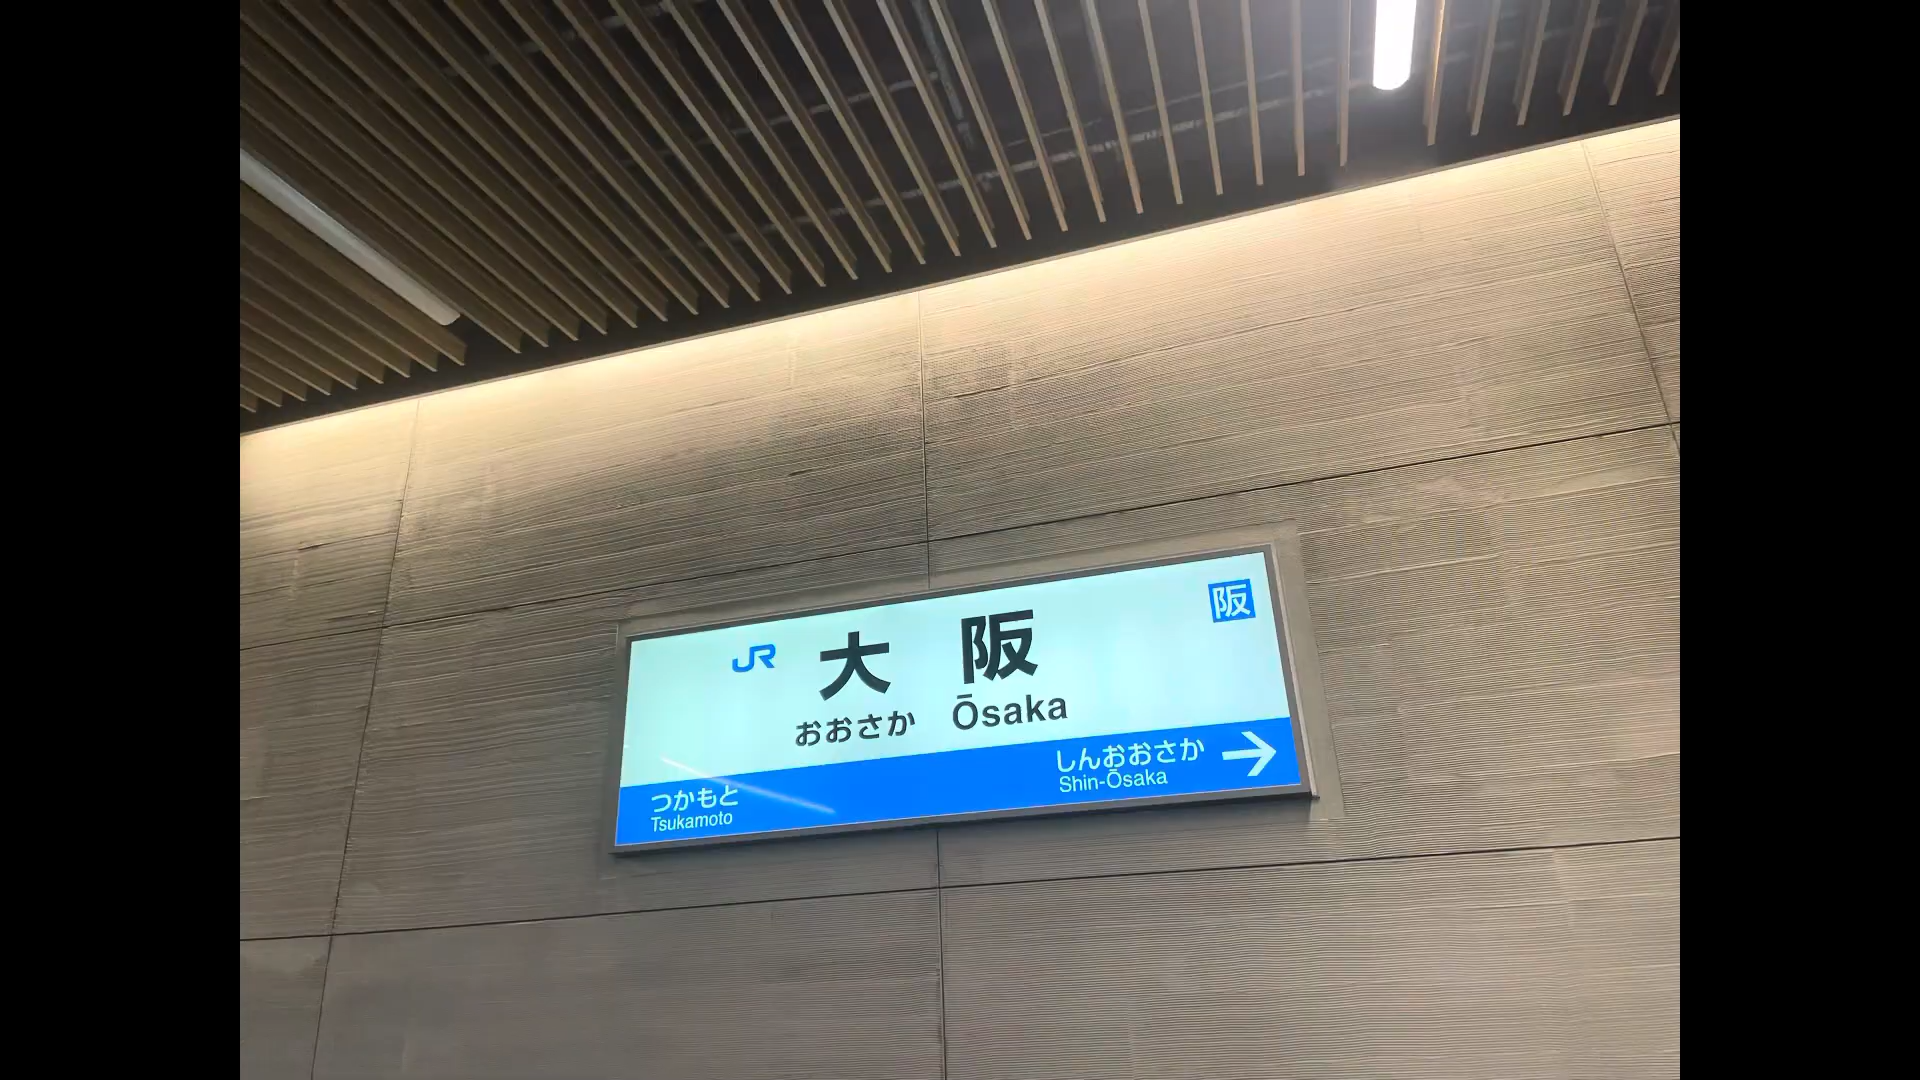 JR 大阪 阪
おおさか Ōsaka
つかもと
Tsukamoto
しんおおさか →
Shin-Ōsaka